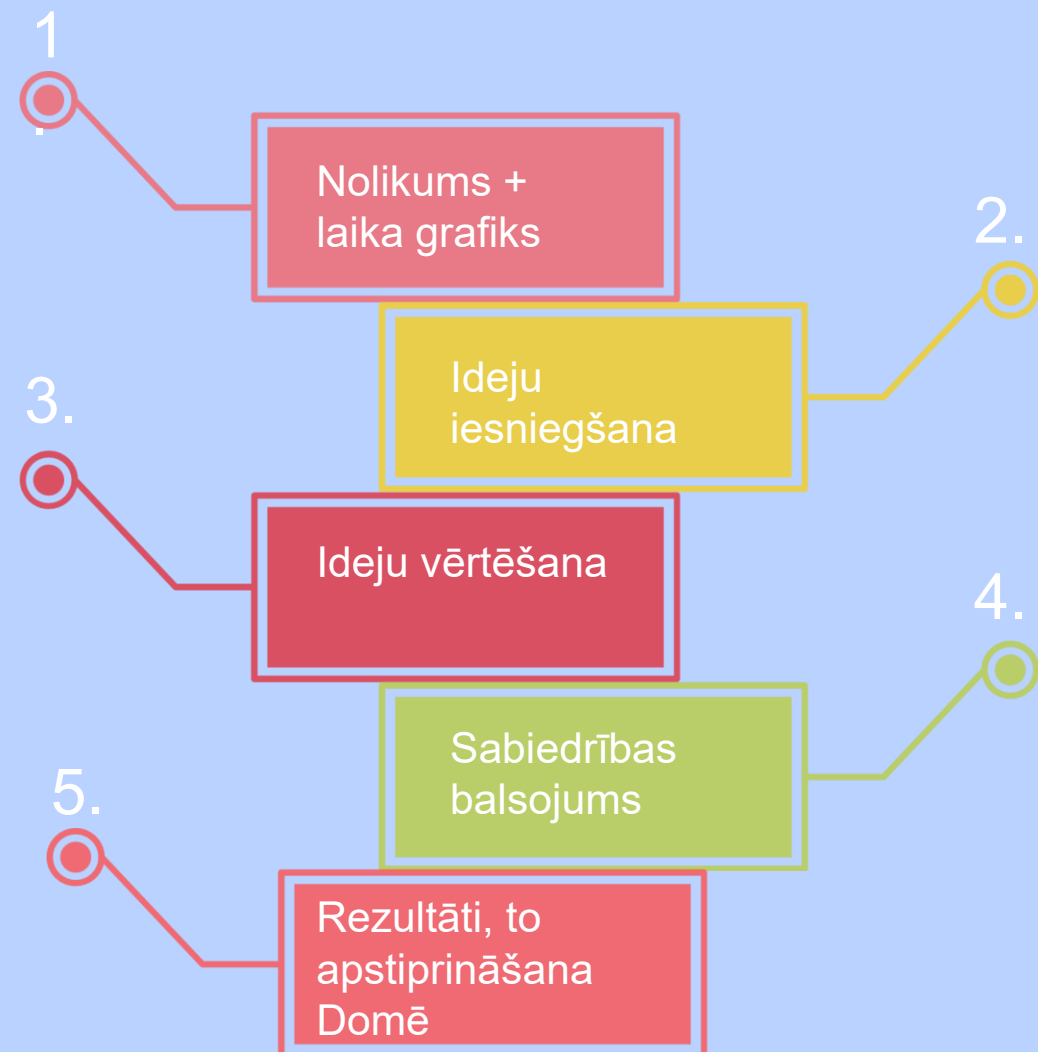 1.
Nolikums +
laika grafiks
2.
Ideju
iesniegšana
3.
Ideju vērtēšana
4.
Sabiedrības
balsojums
5.
Rezultāti, to
apstiprināšana
Domē